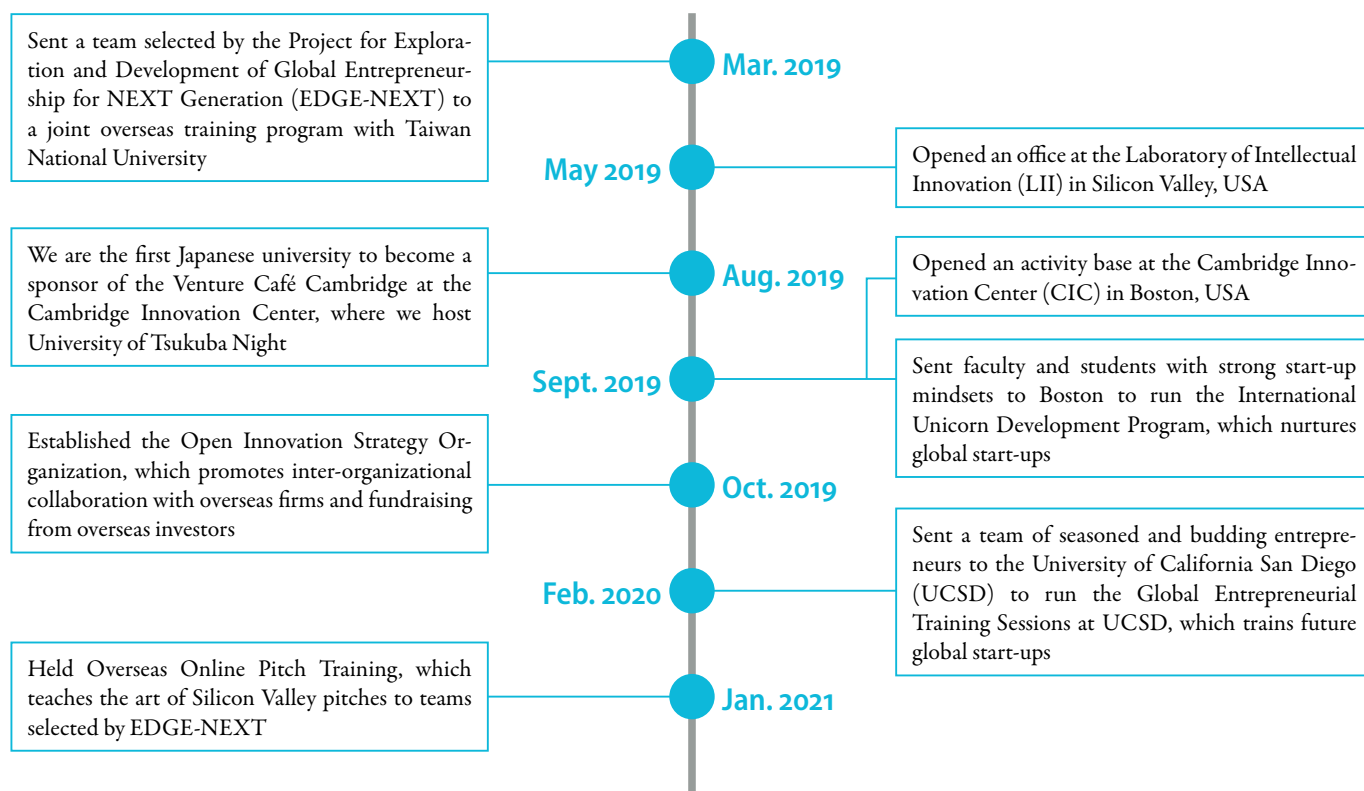 Sent a team selected by the Project for Explora-
tion and Development of Global Entrepreneur-
ship for NEXT Generation (EDGE-NEXT) to
a joint overseas training program with Taiwan
National University
Mar. 2019
May 2019
Opened an office at the Laboratory of Intellectual
Innovation (LII) in Silicon Valley, USA
We are the first Japanese university to become a
sponsor of the Venture Café Cambridge at the
Cambridge Innovation Center, where we host
University of Tsukuba Night
Aug. 2019
Opened an activity base at the Cambridge Inno-
vation Center (CIC) in Boston, USA
Sept. 2019
Sent faculty and students with strong start-up
mindsets to Boston to run the International
Unicorn Development Program, which nurtures
global start-ups
Established the Open Innovation Strategy Or-
ganization, which promotes inter-organizational
collaboration with overseas firms and fundraising
from overseas investors
Oct. 2019
Feb. 2020
Sent a team of seasoned and budding entrepre-
neurs to the University of California San Diego
(UCSD) to run the Global Entrepreneurial
Training Sessions at UCSD, which trains future
global start-ups
Held Overseas Online Pitch Training, which
teaches the art of Silicon Valley pitches to teams
selected by EDGE-NEXT
Jan. 2021